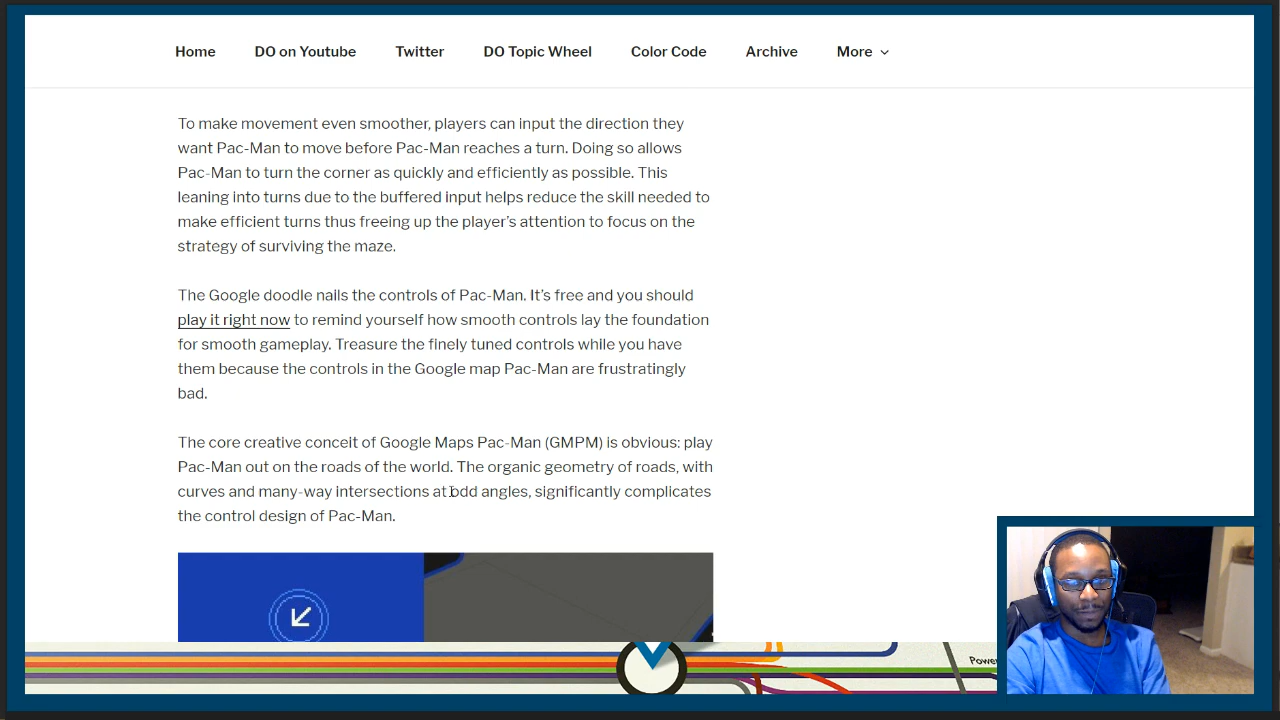 Home DO on Youtube Twitter DO Topic Wheel Color Code Archive More
To make movement even smoother, players can input the direction they
want Pac-Man to move before Pac-Man reaches a turn. Doing so allows
Pac-Man to turn the corner as quickly and efficiently as possible. This
leaning into turns due to the buffered input helps reduce the skill needed to
make efficient turns thus freeing up the player's attention to focus on the
strategy of surviving the maze.
The Google doodle nails the controls of Pac-Man. It's free and you should
play it right now to remind yourself how smooth controls lay the foundation
for smooth gameplay. Treasure the finely tuned controls while you have
them because the controls in the Google map Pac-Man are frustratingly
bad.
The core creative conceit of Google Maps Pac-Man (GMPM) is obvious: play
Pac-Man out on the roads of the world. The organic geometry of roads, with
curves and many-way intersections at odd angles, significantly complicates
the control design of Pac-Man.